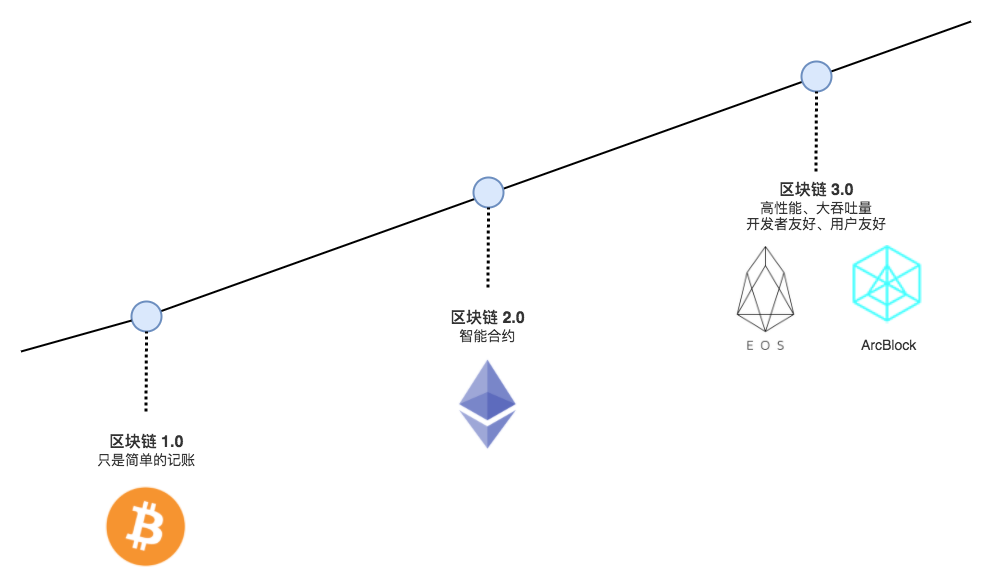 区块链 3.0
高性能、大吞吐量
开发者友好、用户友好
E O S
ArcBlock
区块链 2.0
智能合约
区块链 1.0
只是简单的记账